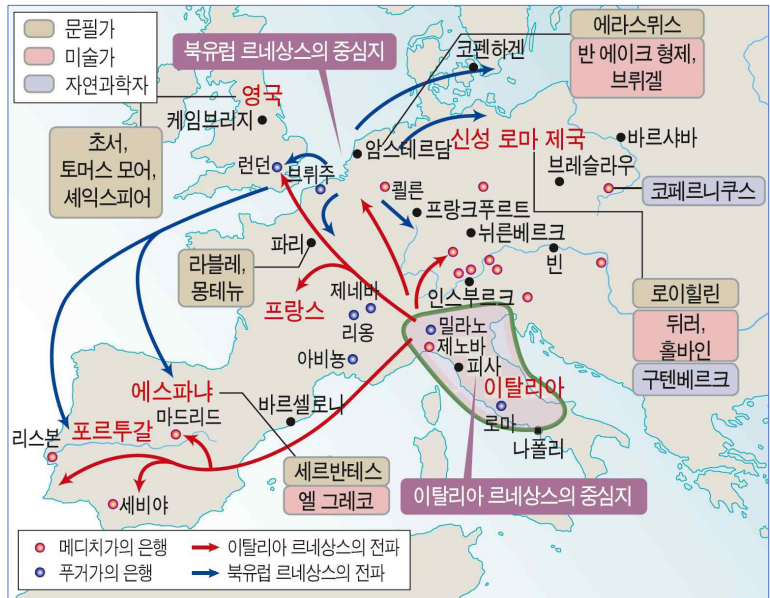 문필가
미술가
자연과학자
북유럽 르네상스의 중심지
에라스뮈스
반 에이크 형제,
브뤼겔
코펜하겐
영국
케임브리지
초서,
토머스 모어,
셰익스피어
런던
브뤼주
암스테르담
신성 로마 제국
바르샤바
브레슬라우
코페르니쿠스
쾰른
프랑크푸르트
뉘른베르크
빈
파리
라블레,
몽테뉴
인스부르크
로이힐린
뒤러,
홀바인
구텐베르크
제네바
프랑스
리옹
아비뇽
밀라노
제노바
피사
이탈리아
로마
나폴리
에스파냐
마드리드
바르셀로나
포르투갈
리스본
세비야
세르반테스
엘 그레코
이탈리아 르네상스의 중심지
메디치가의 은행
이탈리아 르네상스의 전파
푸거가의 은행
북유럽 르네상스의 전파